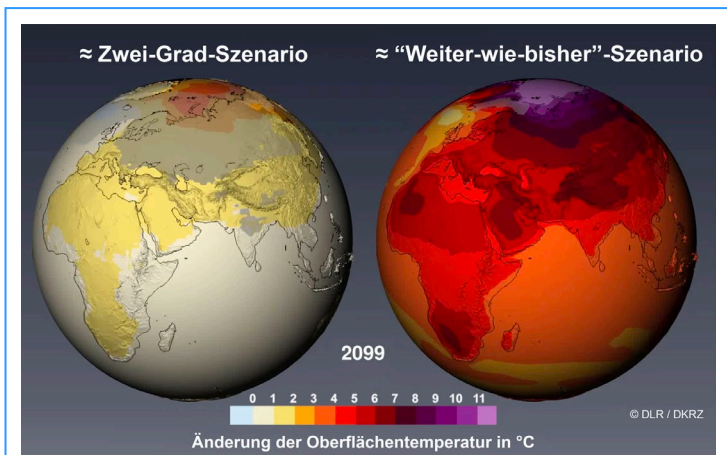 ≈ Zwei-Grad-Szenario
≈ “Weiter-wie-bisher”-Szenario
2099
0 1 2 3 4 5 6 7 8 9 10 11
© DLR / DKRZ
Änderung der Oberflächentemperatur in °C